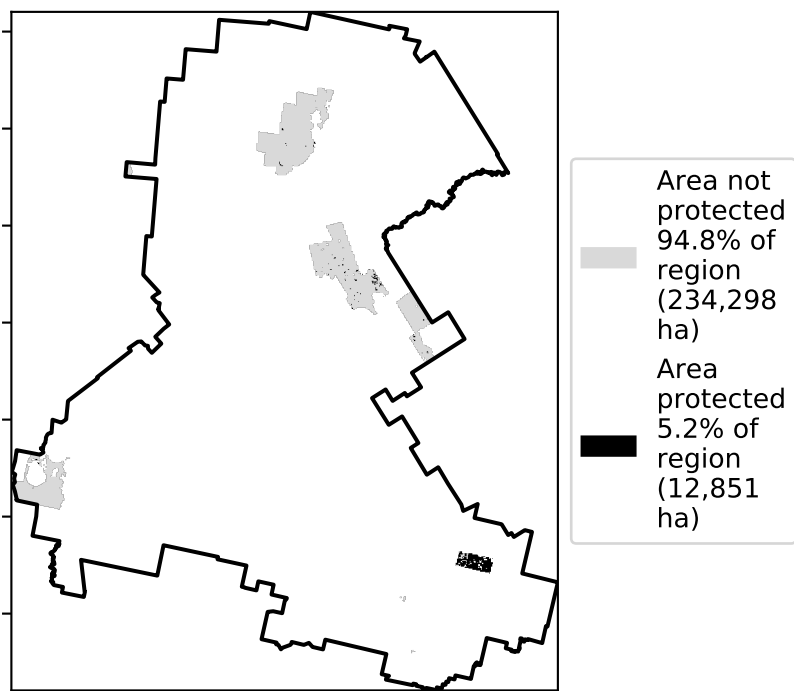 Area not
protected
94.8% of
region
(234,298
ha)
Area
protected
5.2% of
region
(12,851
ha)